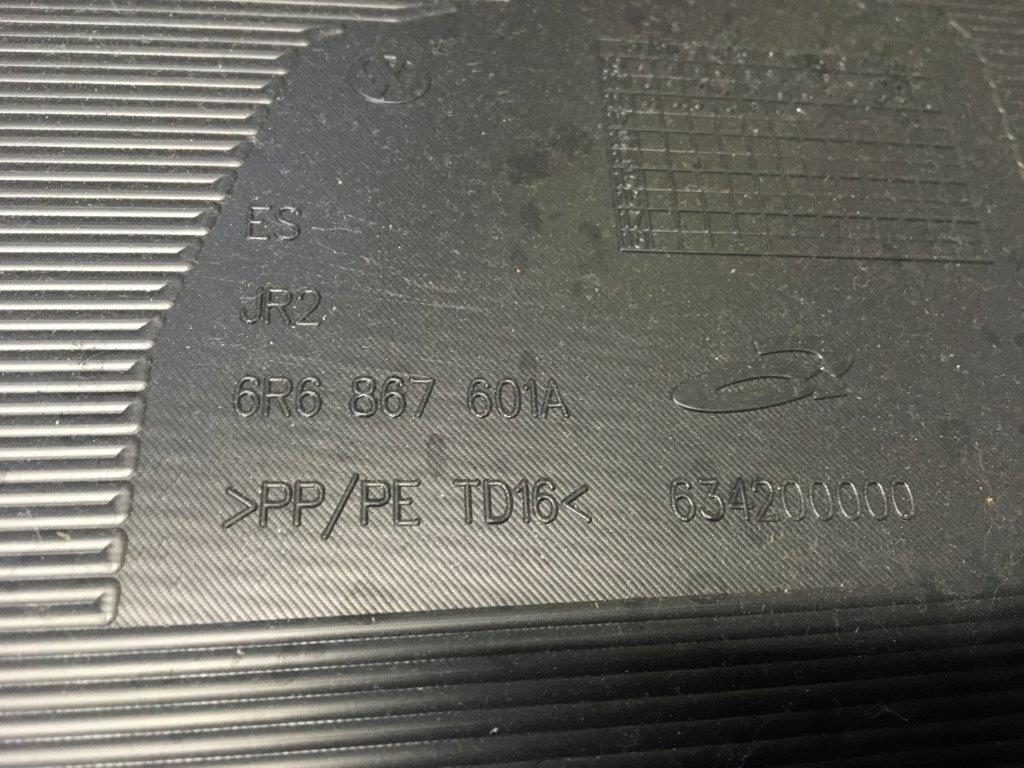 ES
JR2
6R6 867 601A
>PP/PE TD16< 634200000